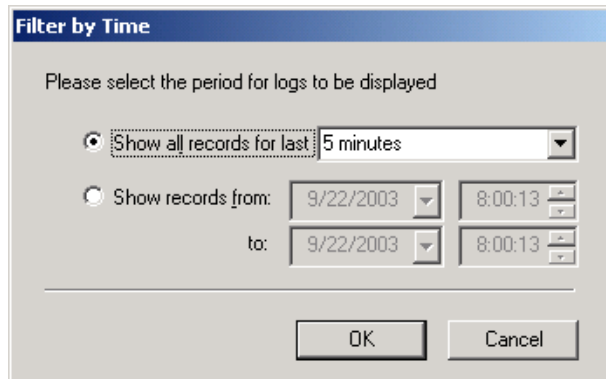 Filter by Time
Please select the period for logs to be displayed
Show all records for last 5 minutes
Show records from: 9/22/2003 8:00:13
to: 9/22/2003 8:00:13
OK Cancel